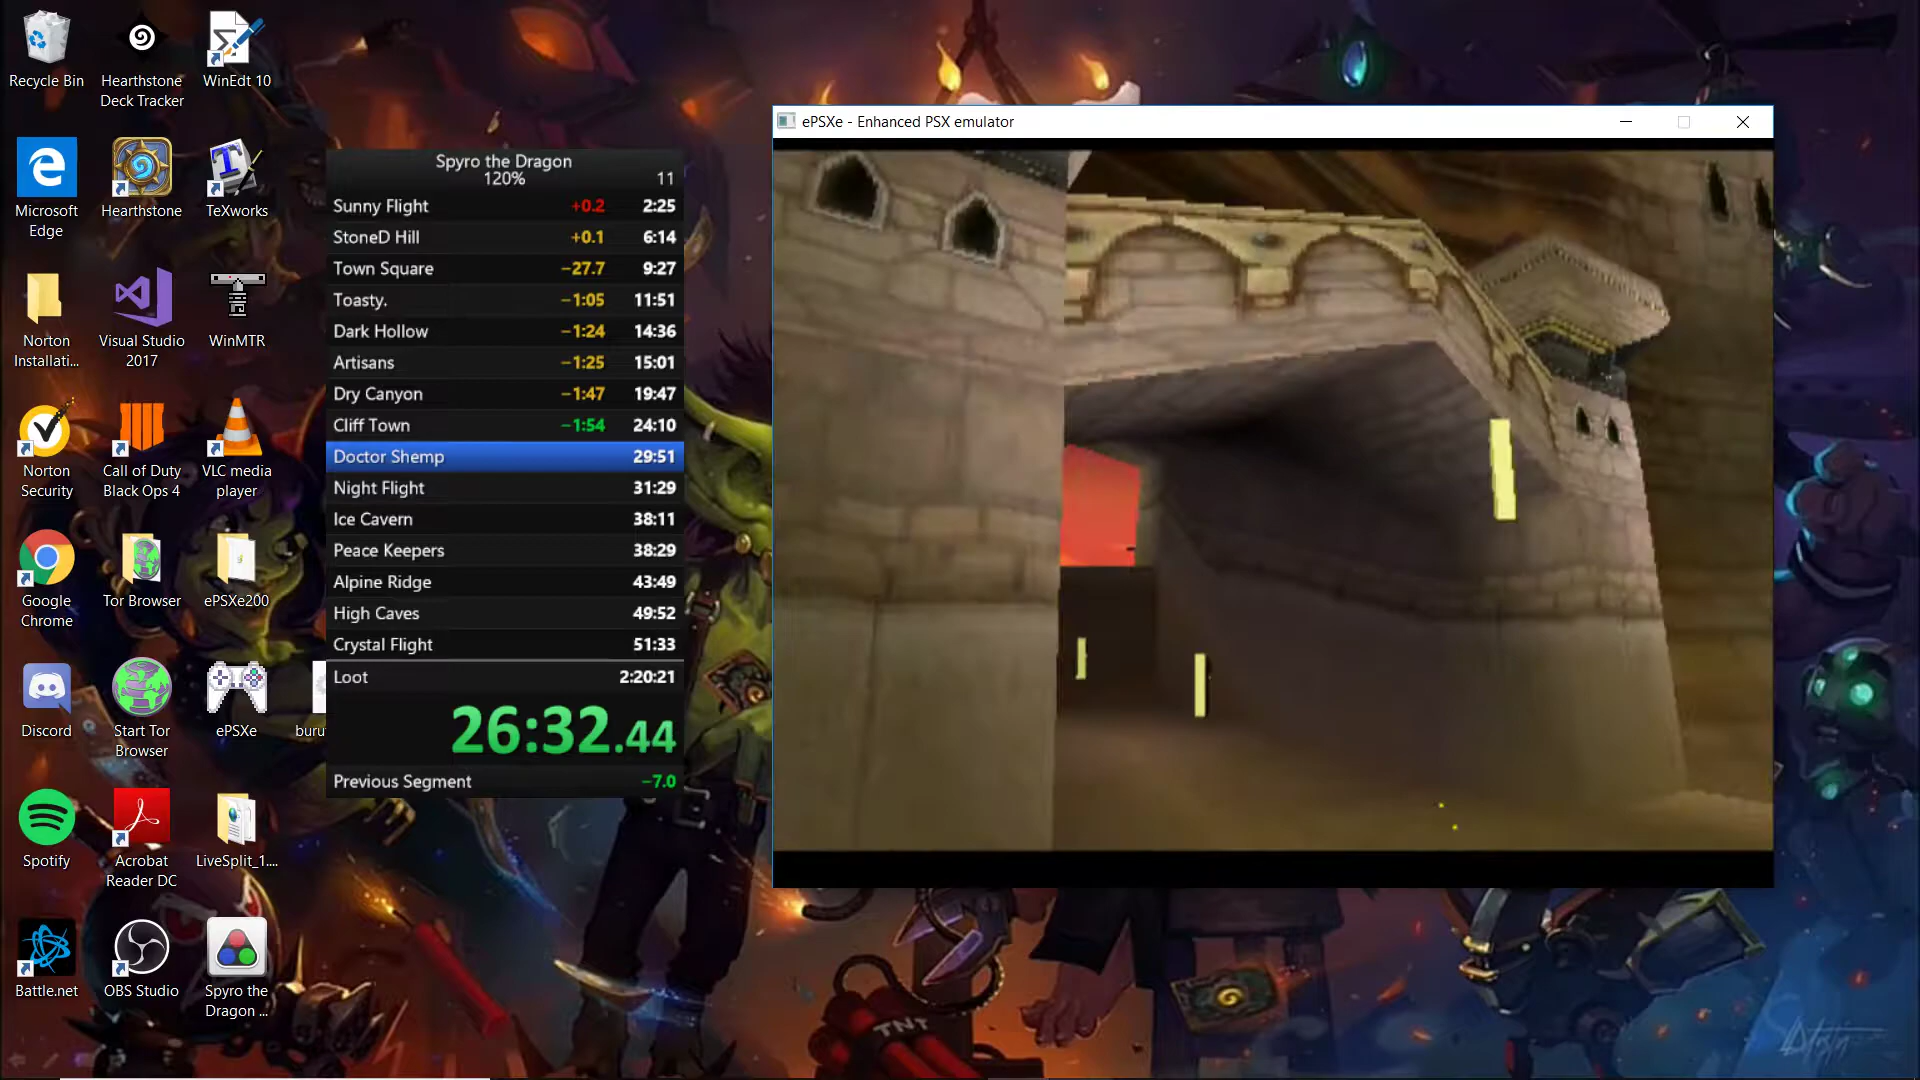 Recycle Bin
Hearthstone
Deck Tracker
WinEdt 10
Microsoft
Edge
Hearthstone
TeXworks
Norton
Installati...
Visual Studio
2017
WinMTR
Norton
Security
Call of Duty
Black Ops 4
VLC media
player
Google
Chrome
Tor Browser
ePSXe200
Discord
Start Tor
Browser
ePSXe
Spotify
Acrobat
Reader DC
LiveSplit_1....
Battle.net
OBS Studio
Spyro the
Dragon ...
Spyro the Dragon
120% 11
Sunny Flight +0.2 2:25
StoneD Hill +0.1 6:14
Town Square −27.7 9:27
Toasty. −1:05 11:51
Dark Hollow −1:24 14:36
Artisans −1:25 15:01
Dry Canyon −1:47 19:47
Cliff Town −1:54 24:10
Doctor Shemp 29:51
Night Flight 31:29
Ice Cavern 38:11
Peace Keepers 38:29
Alpine Ridge 43:49
High Caves 49:52
Crystal Flight 51:33
Loot 2:20:21
26:32.44
Previous Segment −7.0
ePSXe - Enhanced PSX emulator
TNT